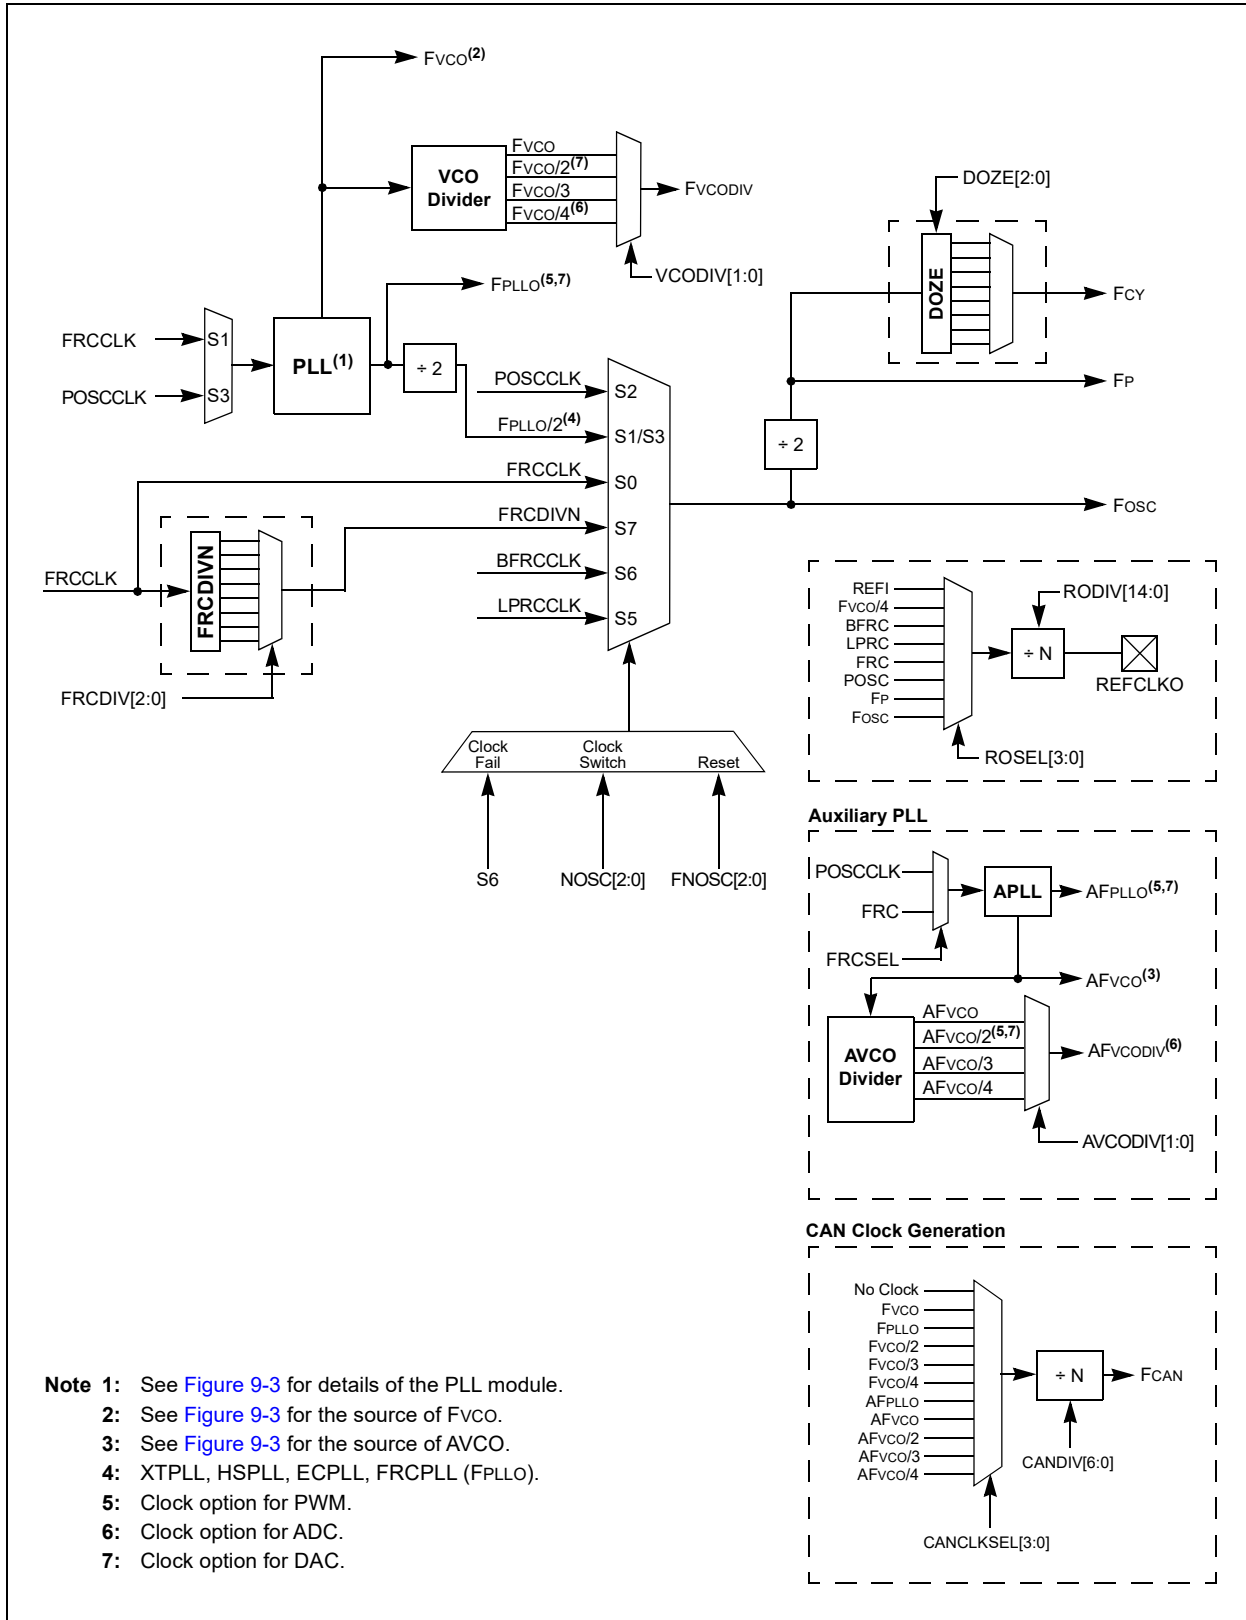 FVCO(2)
VCO
Divider
FVCO
FVCO/2(7)
FVCO/3
FVCO/4(6)
FVCODIV
VCODIV[1:0]
FPLLO(5,7)
FRCCLK
POSCCLK
S1
S3
PLL(1)
÷ 2
POSCCLK
FPLLO/2(4)
FRCCLK
FRCDIVN
BFRCCLK
LPRCCLK
S2
S1/S3
S0
S7
S6
S5
FRCCLK
FRCDIVN
FRCDIV[2:0]
Clock
Fail
Clock
Switch
Reset
S6
NOSC[2:0]
FNOSC[2:0]
DOZE[2:0]
DOZE
FCY
FP
÷ 2
FOSC
REFI
FVCO/4
BFRC
LPRC
FRC
POSC
FP
FOSC
RODIV[14:0]
÷ N
REFCLKO
ROSEL[3:0]
Auxiliary PLL
POSCCLK
FRC
FRCSEL
APLL
AFPLLO(5,7)
AFVCO(3)
AVCO
Divider
AFVCO
AFVCO/2(5,7)
AFVCO/3
AFVCO/4
AFVCODIV(6)
AVCODIV[1:0]
CAN Clock Generation
No Clock
FVCO
FPLLO
FVCO/2
FVCO/3
FVCO/4
AFPLLO
AFVCO
AFVCO/2
AFVCO/3
AFVCO/4
÷ N
FCAN
CANDIV[6:0]
CANCLKSEL[3:0]
Note 1: See Figure 9-3 for details of the PLL module.
2: See Figure 9-3 for the source of FVCO.
3: See Figure 9-3 for the source of AVCO.
4: XTPLL, HSPLL, ECPLL, FRCPLL (FPLLO).
5: Clock option for PWM.
6: Clock option for ADC.
7: Clock option for DAC.